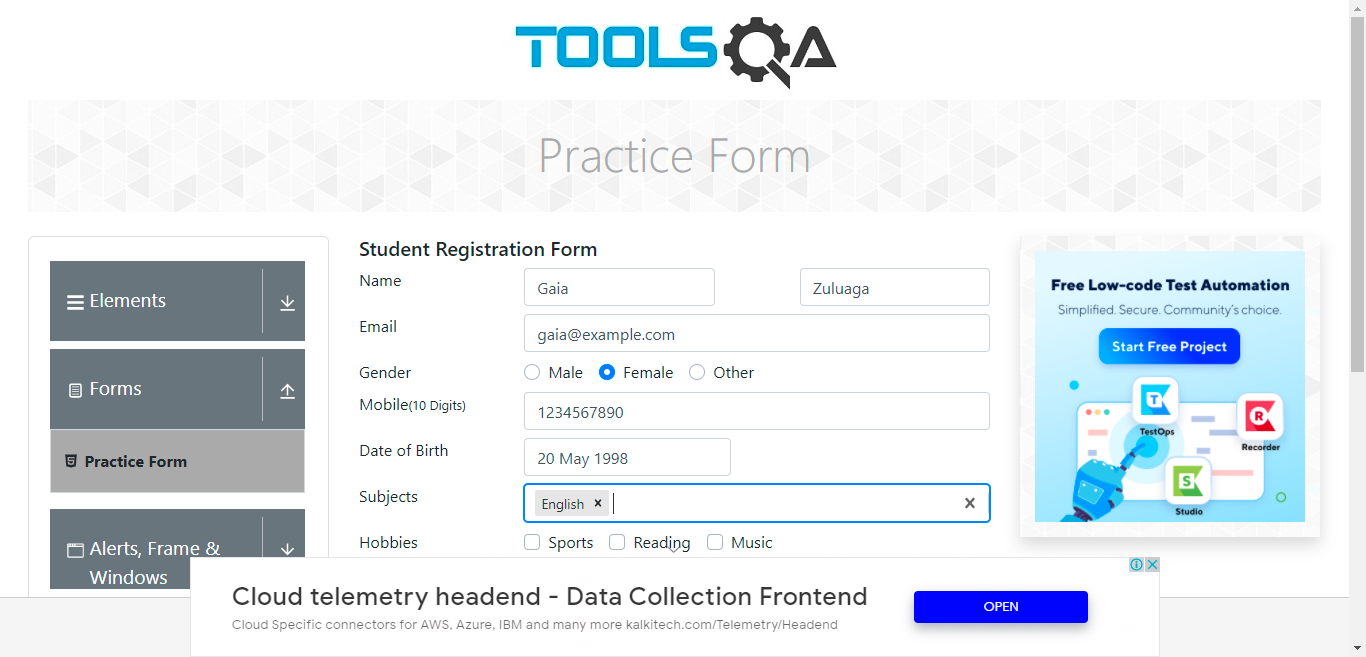 TOOLSQA
Practice Form
Elements
Forms
Practice Form
Alerts, Frame &
Windows
Student Registration Form
Name
Gaia
Zuluaga
Email
gaia@example.com
Gender
Male
Female
Other
Mobile(10 Digits)
1234567890
Date of Birth
20 May 1998
Subjects
English
Hobbies
Sports
Reading
Music
Free Low-code Test Automation
Simplified. Secure. Community's choice.
Start Free Project
TestOps
Recorder
Studio
Cloud telemetry headend - Data Collection Frontend
Cloud Specific connectors for AWS, Azure, IBM and many more kalkitech.com/Telemetry/Headend
OPEN